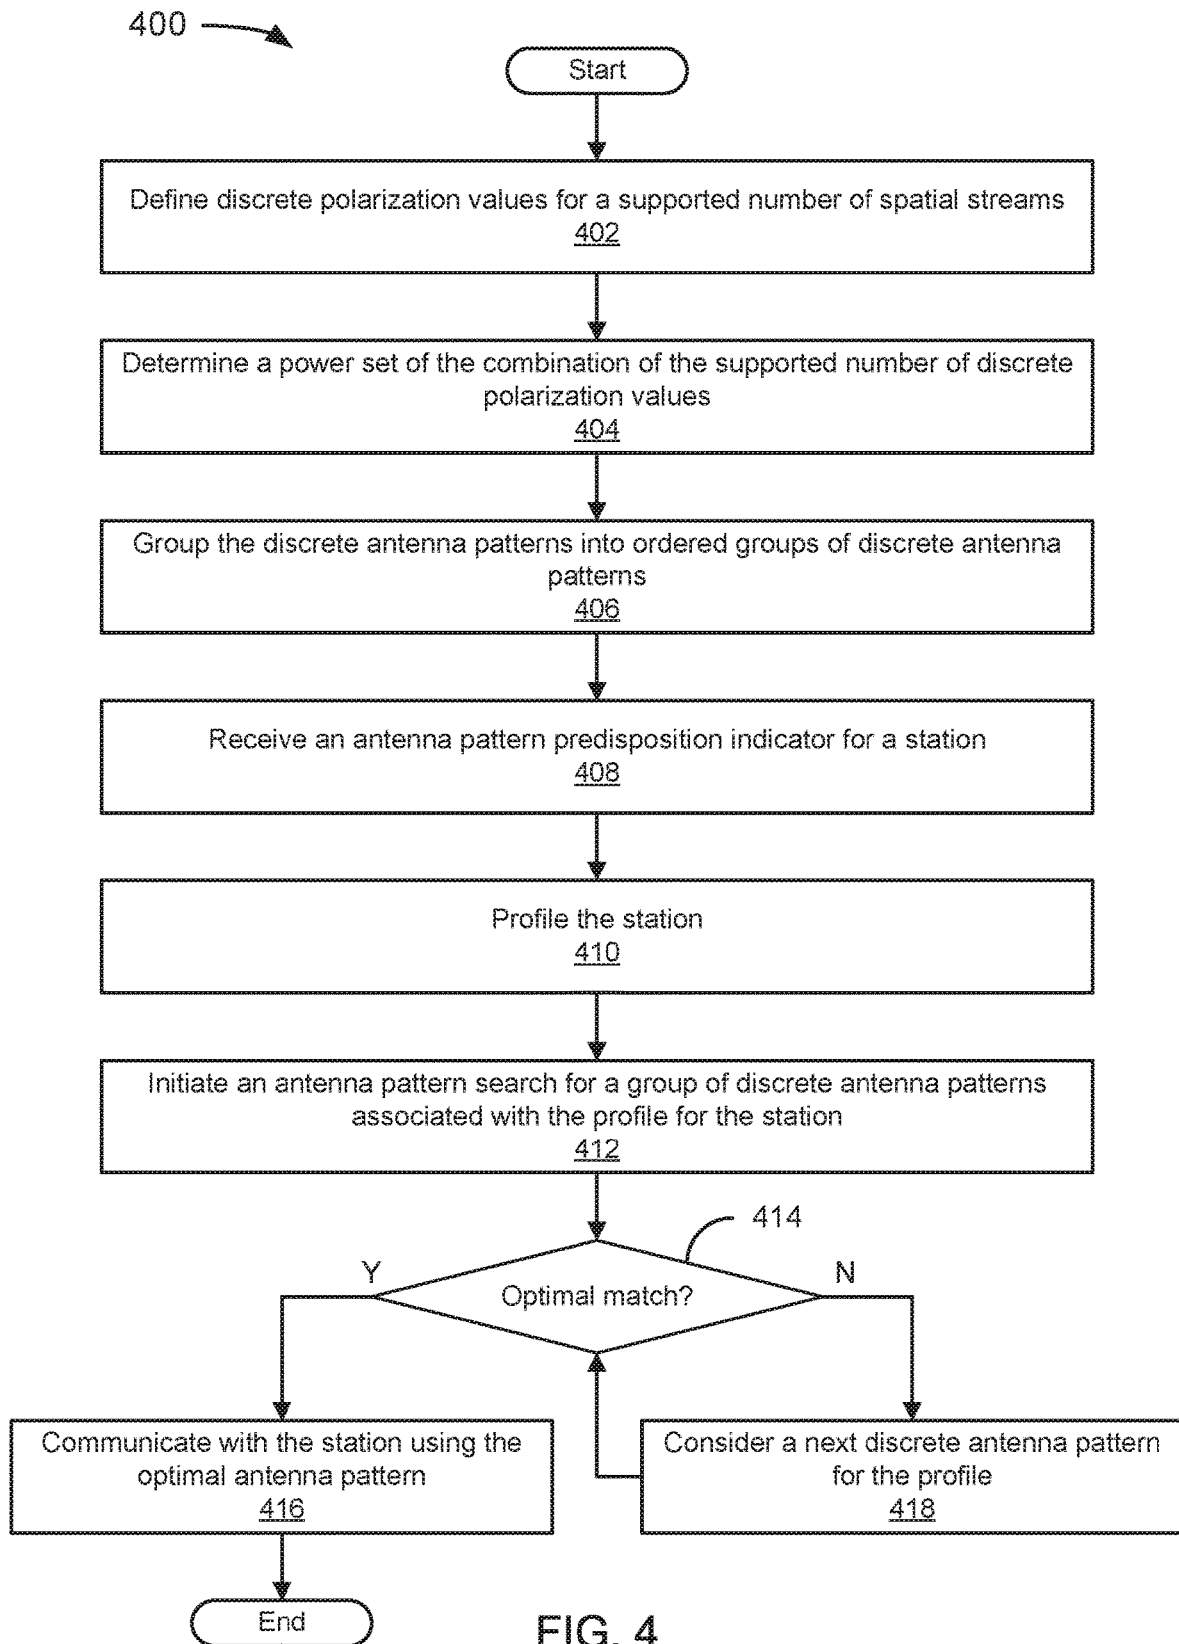 400
Start
Define discrete polarization values for a supported number of spatial streams
402
Determine a power set of the combination of the supported number of discrete
polarization values
404
Group the discrete antenna patterns into ordered groups of discrete antenna
patterns
406
Receive an antenna pattern predisposition indicator for a station
408
Profile the station
410
Initiate an antenna pattern search for a group of discrete antenna patterns
associated with the profile for the station
412
414
Y
Optimal match?
N
Communicate with the station using the
optimal antenna pattern
416
Consider a next discrete antenna pattern
for the profile
418
End
FIG. 4